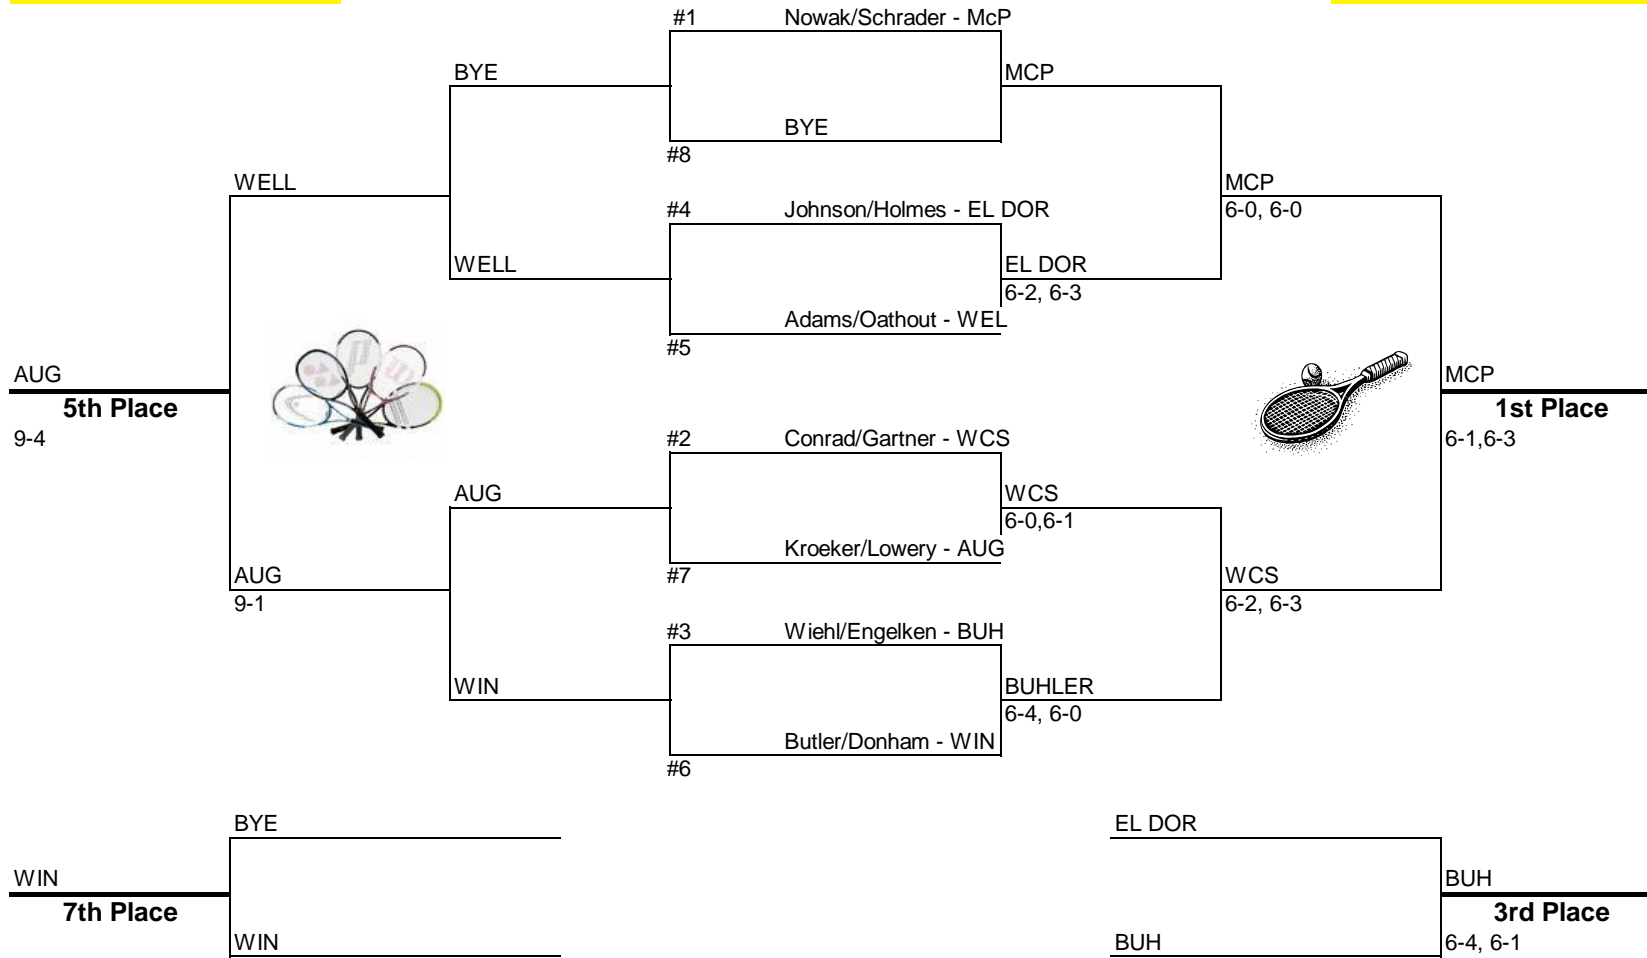 #1 Nowak/Schrader - McP
BYE
MCP
BYE
#8
WELL
MCP
#4 Johnson/Holmes - EL DOR
6-0, 6-0
WELL
EL DOR
6-2, 6-3
Adams/Oathout - WEL
#5
AUG
MCP
5th Place
1st Place
9-4
#2 Conrad/Gartner - WCS
6-1,6-3
AUG
WCS
6-0,6-1
Kroeker/Lowery - AUG
#7
AUG
WCS
9-1
6-2, 6-3
#3 Wiehl/Engelken - BUH
WIN
BUHLER
6-4, 6-0
Butler/Donham - WIN
#6
BYE
EL DOR
WIN
BUH
7th Place
3rd Place
WIN
BUH
6-4, 6-1